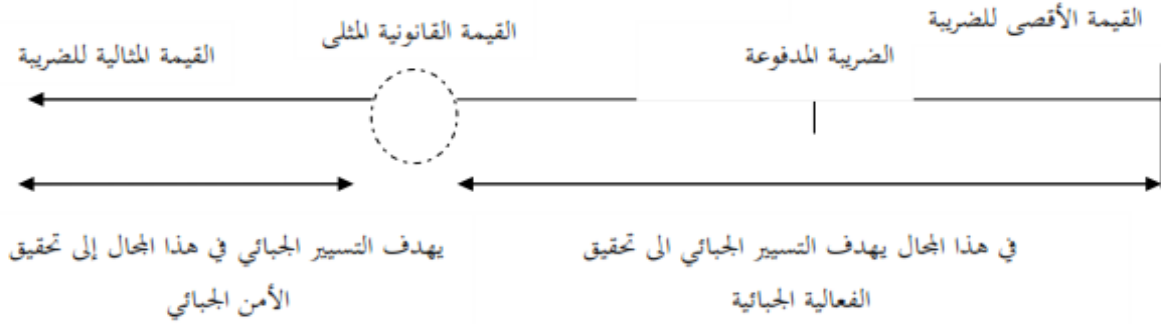 القيمة الأقصى للضريبة
الضريبة المدفوعة
القيمة القانونية المثلى
القيمة المثالية للضريبة
في هذا المجال يهدف التسيير الجبائي الى تحقيق
الفعالية الجبائية
يهدف التسيير الجبائي في هذا المجال إلى تحقيق
الأمن الجبائي